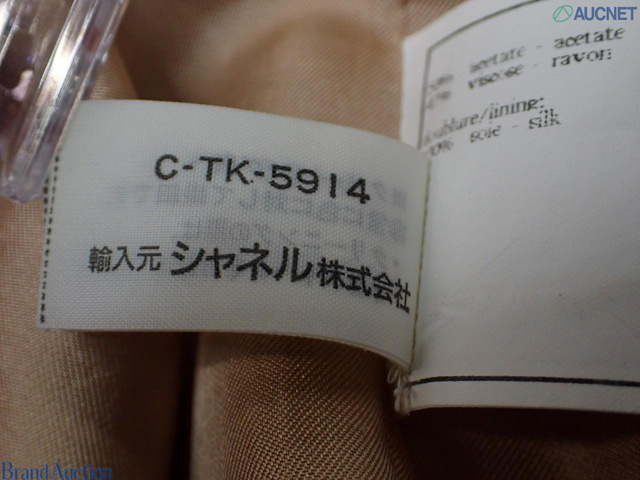 AUCNET
acetate - acetate
viscose - rayon
doublure/lining:
soie - silk
C-TK-5914
輸入元 シャネル株式会社
Brand Auction